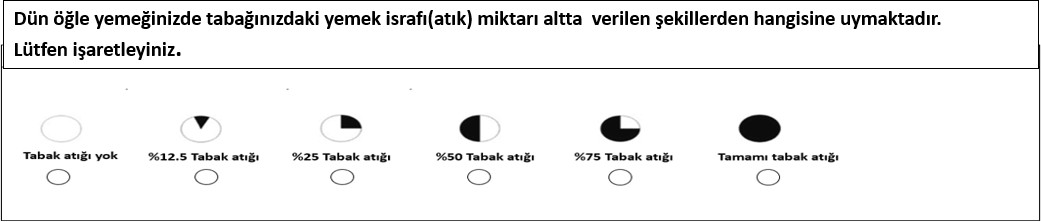 Dün öğle yemeğinizde tabağınızdaki yemek israfı(atık) miktarı altta verilen şekillerden hangisine uymaktadır.
Lütfen işaretleyiniz.
Tabak atığı yok %12.5 Tabak atığı %25 Tabak atığı %50 Tabak atığı %75 Tabak atığı Tamamı tabak atığı